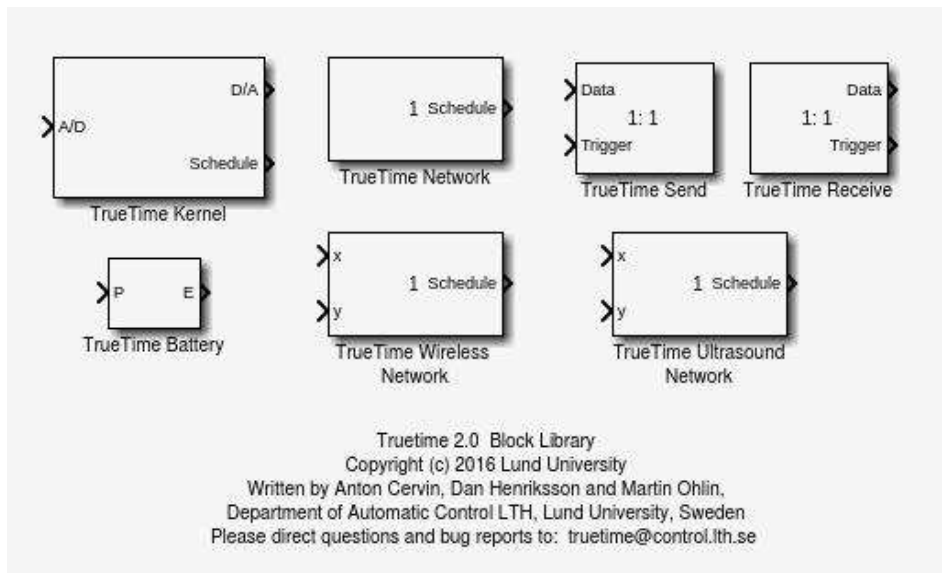 A/D
D/A
Schedule
TrueTime Kernel
1 Schedule
TrueTime Network
Data
1: 1
Trigger
TrueTime Send
Data
1: 1
Trigger
TrueTime Receive
P E
TrueTime Battery
x
1 Schedule
y
TrueTime Wireless
Network
x
1 Schedule
y
TrueTime Ultrasound
Network
Truetime 2.0 Block Library
Copyright (c) 2016 Lund University
Written by Anton Cervin, Dan Henriksson and Martin Ohlin,
Department of Automatic Control LTH, Lund University, Sweden
Please direct questions and bug reports to: truetime@control.lth.se